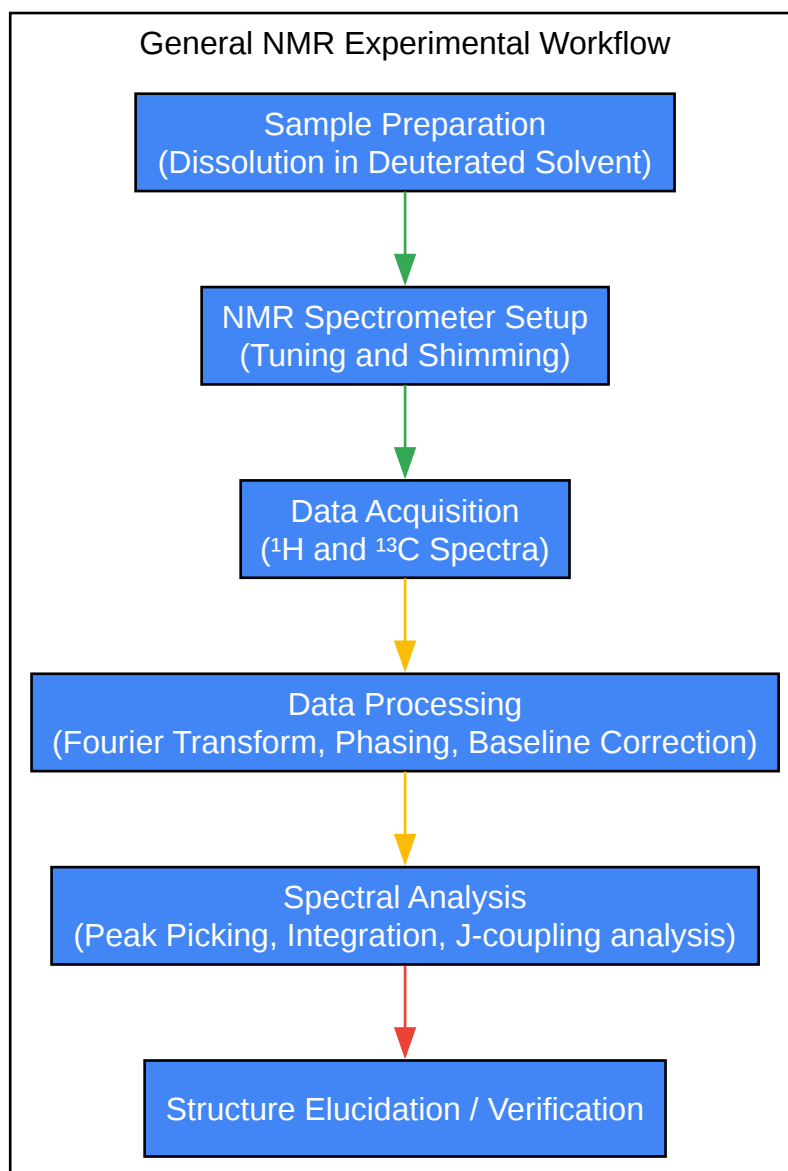 General NMR Experimental Workflow
Sample Preparation
(Dissolution in Deuterated Solvent)
NMR Spectrometer Setup
(Tuning and Shimming)
Data Acquisition
(¹H and ¹³C Spectra)
Data Processing
(Fourier Transform, Phasing, Baseline Correction)
Spectral Analysis
(Peak Picking, Integration, J-coupling analysis)
Structure Elucidation / Verification